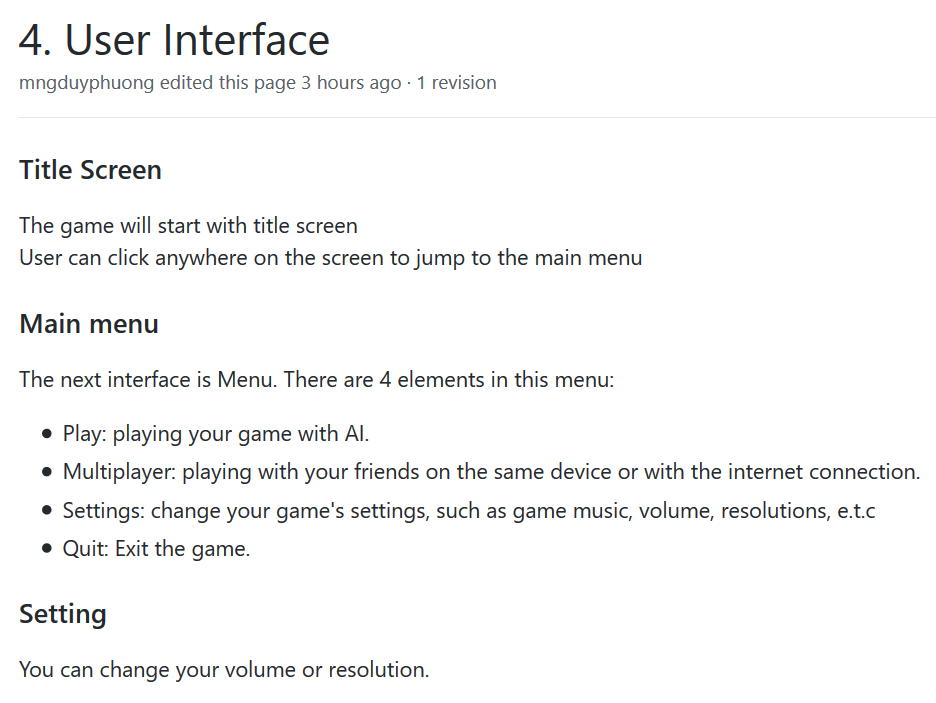 4. User Interface
mngduyphuong edited this page 3 hours ago · 1 revision
Title Screen
The game will start with title screen
User can click anywhere on the screen to jump to the main menu
Main menu
The next interface is Menu. There are 4 elements in this menu:
• Play: playing your game with AI.
• Multiplayer: playing with your friends on the same device or with the internet connection.
• Settings: change your game's settings, such as game music, volume, resolutions, e.t.c
• Quit: Exit the game.
Setting
You can change your volume or resolution.